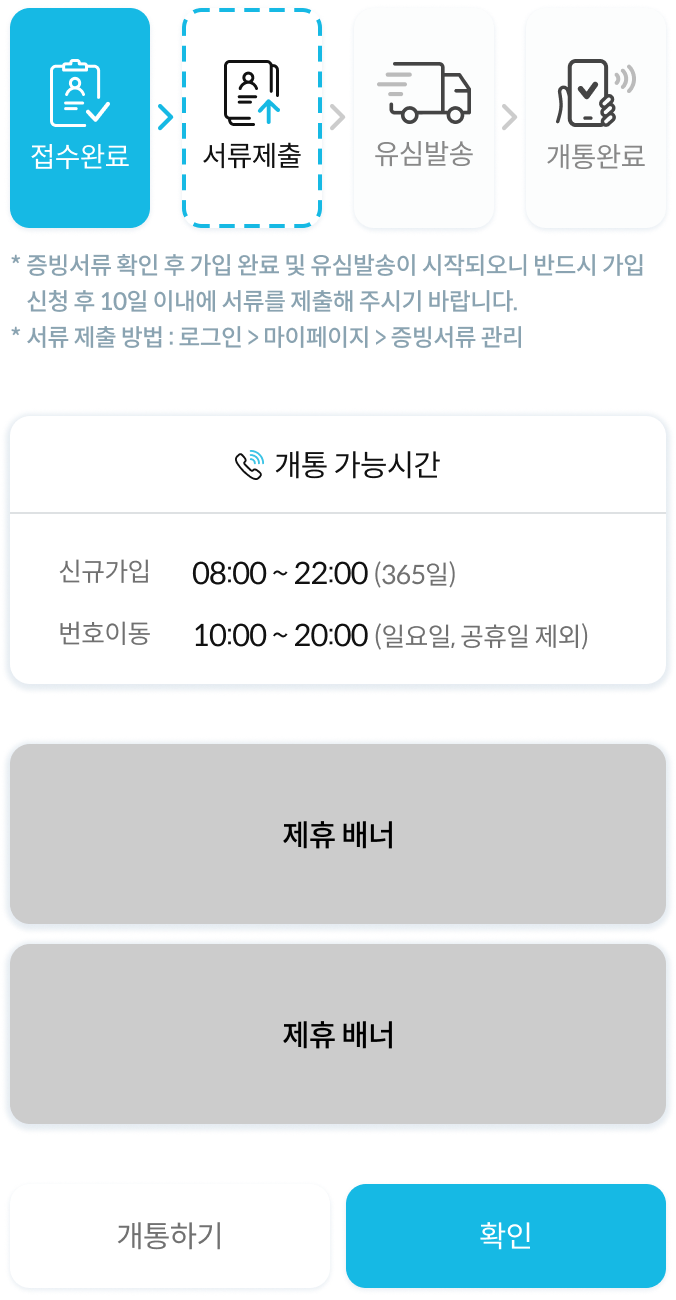 접수완료
서류제출
유심발송
개통완료
* 증빙서류 확인 후 가입 완료 및 유심발송이 시작되오니 반드시 가입
신청 후 10일 이내에 서류를 제출해 주시기 바랍니다.
* 서류 제출 방법 : 로그인 > 마이페이지 > 증빙서류 관리
개통 가능시간
신규가입 08:00 ~ 22:00 (365일)
번호이동 10:00 ~ 20:00 (일요일, 공휴일 제외)
제휴 배너
제휴 배너
개통하기
확인